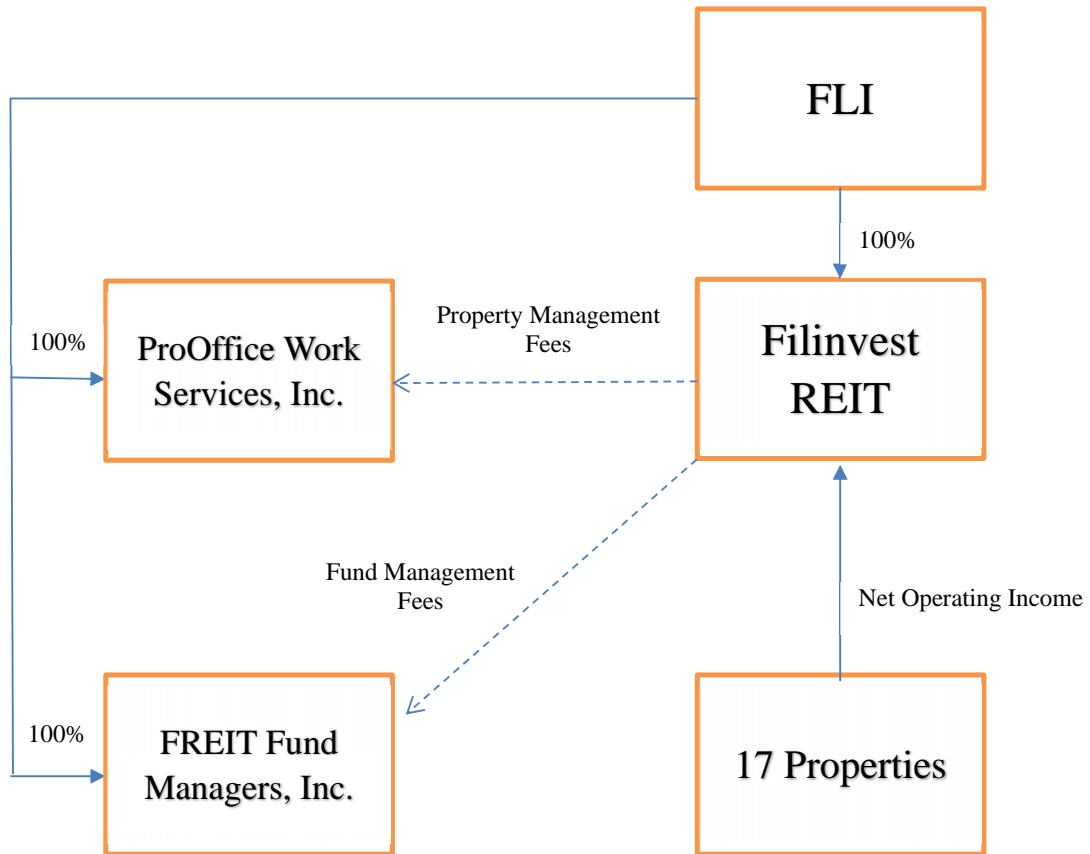 FLI
100%
Property Management
Fees
100%
ProOffice Work
Services, Inc.
Filinvest
REIT
Fund Management
Fees
Net Operating Income
100%
FREIT Fund
Managers, Inc.
17 Properties